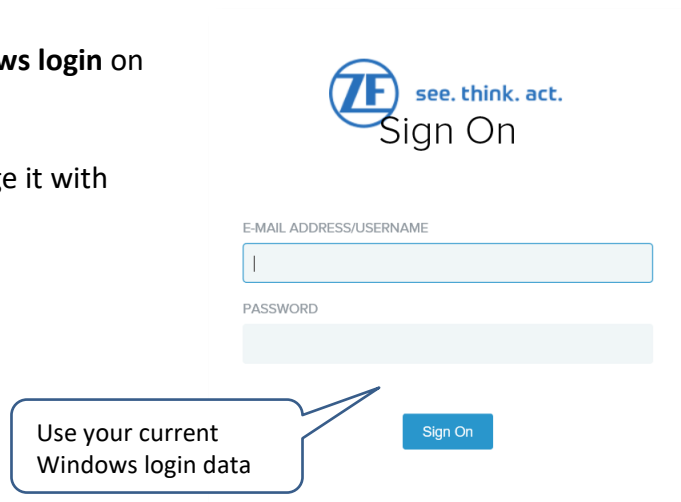 ws login on
ZF see. think. act.
Sign On
e it with
E-MAIL ADDRESS/USERNAME
PASSWORD
Sign On
Use your current
Windows login data